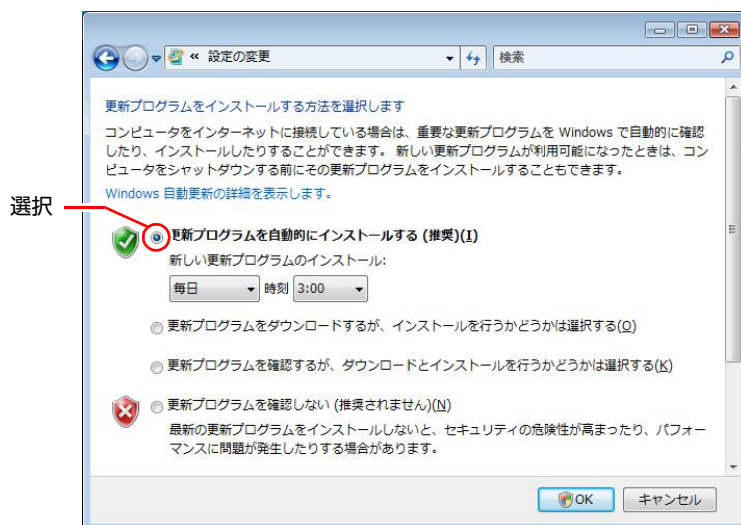 « 設定の変更
検索
更新プログラムをインストールする方法を選択します
コンピュータをインターネットに接続している場合は、重要な更新プログラムを Windows で自動的に確認
したり、インストールしたりすることができます。 新しい更新プログラムが利用可能になったときは、コン
ピュータをシャットダウンする前にその更新プログラムをインストールすることもできます。
Windows 自動更新の詳細を表示します。
選択
更新プログラムを自動的にインストールする (推奨)(I)
新しい更新プログラムのインストール:
毎日 時刻 3:00
更新プログラムをダウンロードするが、インストールを行うかどうかは選択する(O)
更新プログラムを確認するが、ダウンロードとインストールを行うかどうかは選択する(K)
更新プログラムを確認しない (推奨されません)(N)
最新の更新プログラムをインストールしないと、セキュリティの危険性が高まったり、パフォー
マンスに問題が発生したりする場合があります。
OK キャンセル